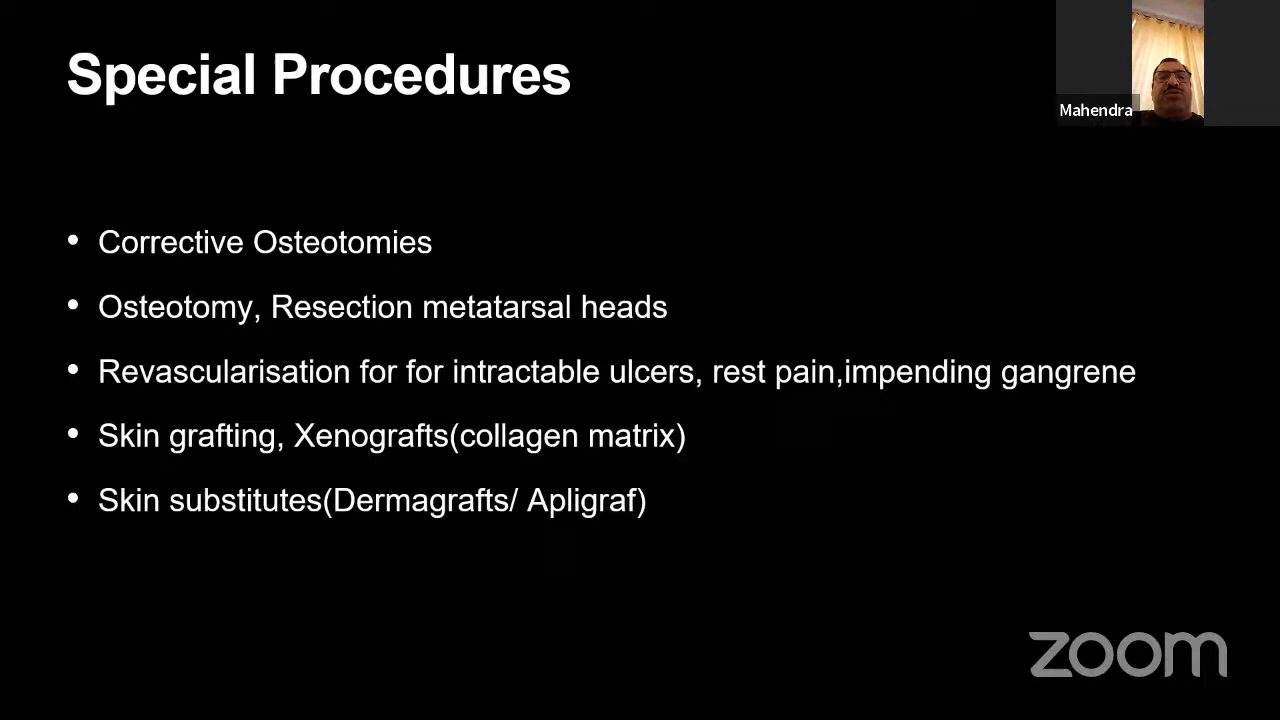 Special Procedures
Mahendra
• Corrective Osteotomies
• Osteotomy, Resection metatarsal heads
• Revascularisation for for intractable ulcers, rest pain,impending gangrene
• Skin grafting, Xenografts(collagen matrix)
• Skin substitutes(Dermagrafts/ Apligraf)
zoom